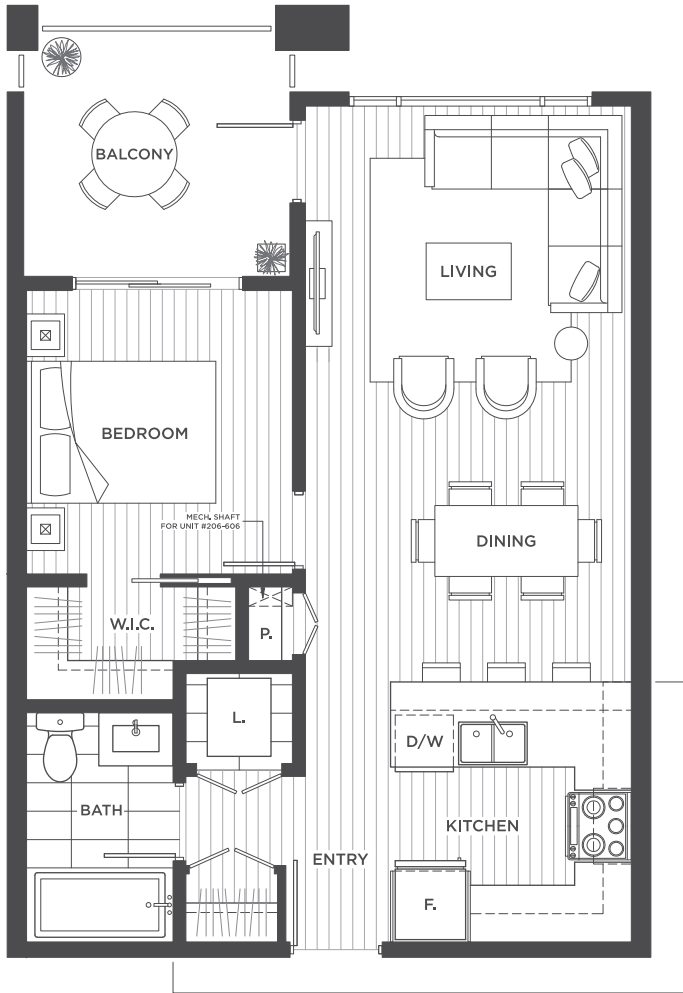 BALCONY
LIVING
BEDROOM
MECH. SHAFT
FOR UNIT #206-606
DINING
W.I.C.
P.
L.
D/W
BATH
KITCHEN
ENTRY
F.